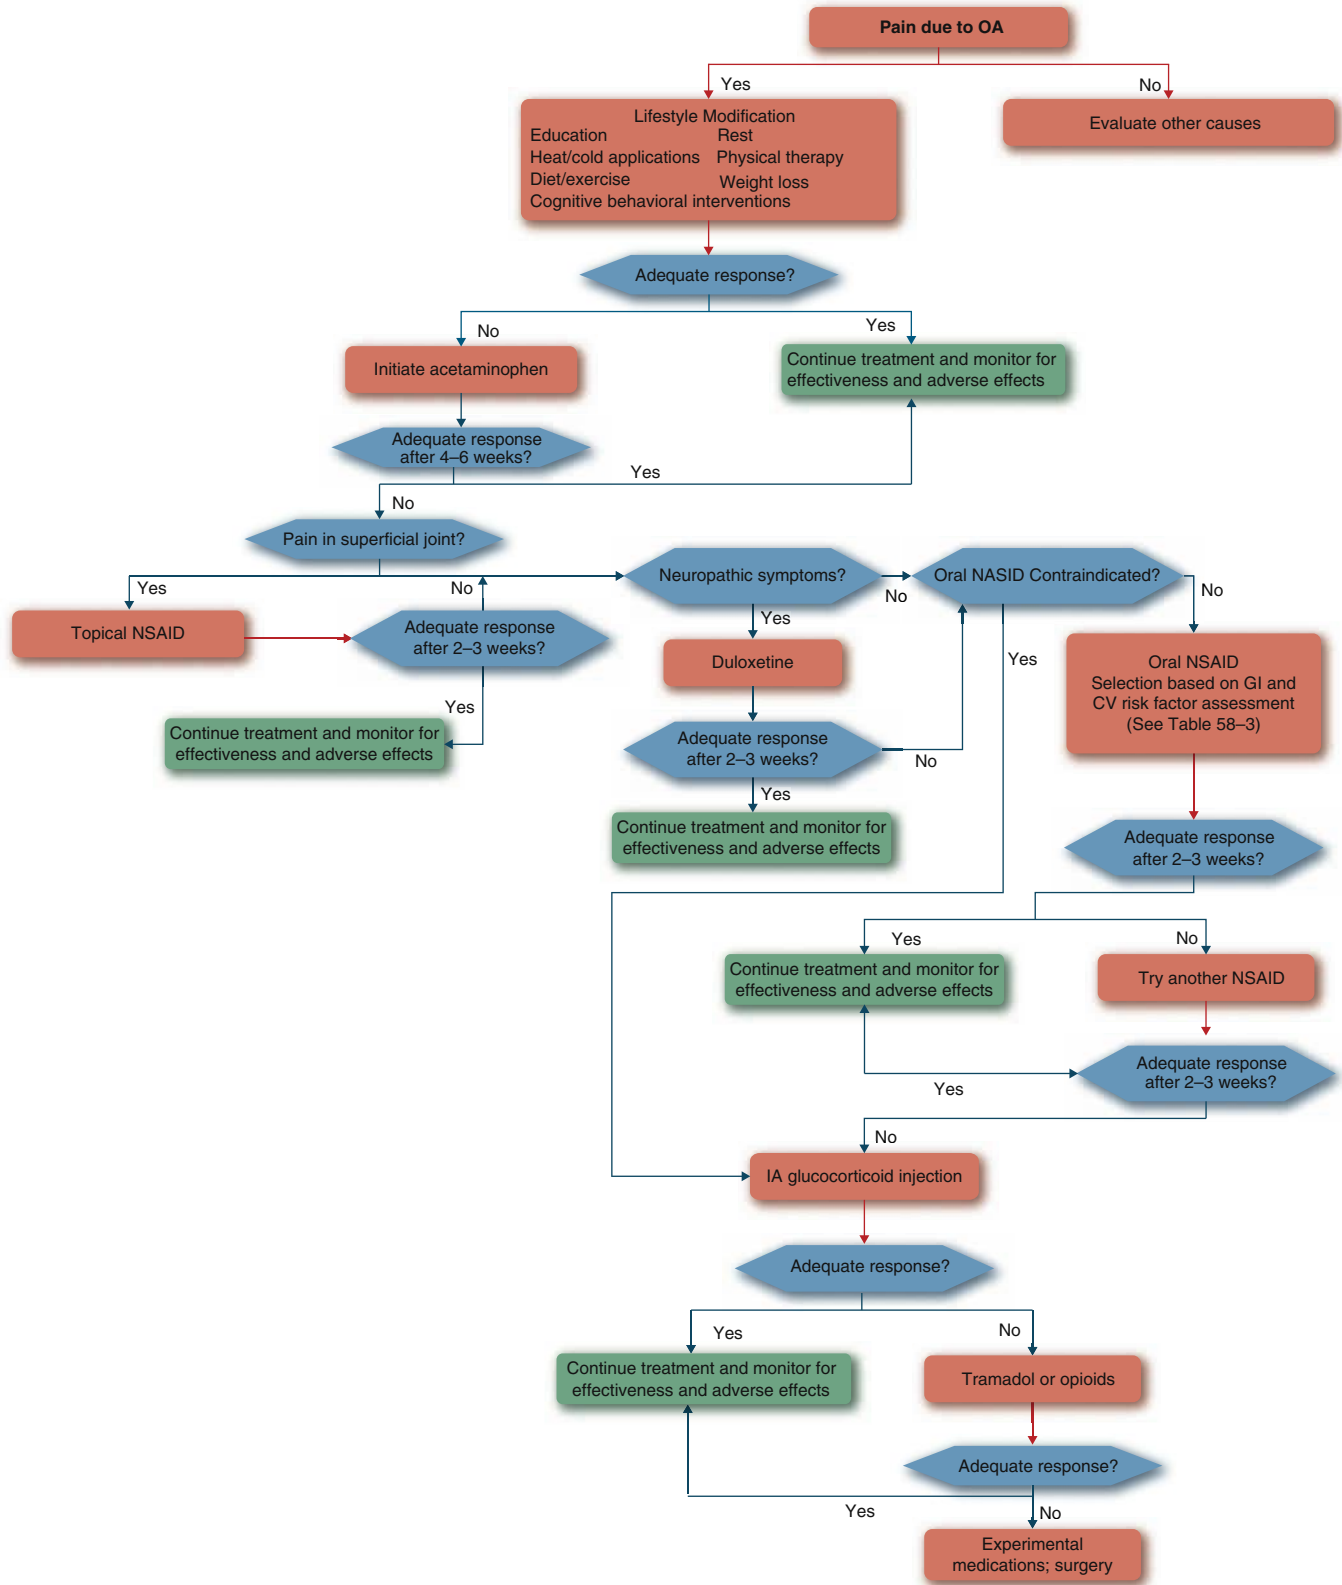 Pain due to OA
Yes
No
Lifestyle Modification
Education Rest
Heat/cold applications Physical therapy
Diet/exercise Weight loss
Cognitive behavioral interventions
Evaluate other causes
Adequate response?
No
Yes
Initiate acetaminophen
Continue treatment and monitor for
effectiveness and adverse effects
Adequate response
after 4–6 weeks?
Yes
No
Pain in superficial joint?
Yes
No
Neuropathic symptoms?
No
Oral NASID Contraindicated?
No
Topical NSAID
Adequate response
after 2–3 weeks?
Yes
Continue treatment and monitor for
effectiveness and adverse effects
Yes
Duloxetine
Adequate response
after 2–3 weeks?
No
Yes
Continue treatment and monitor for
effectiveness and adverse effects
Yes
Oral NSAID
Selection based on GI and
CV risk factor assessment
(See Table 58–3)
Adequate response
after 2–3 weeks?
Yes
No
Continue treatment and monitor for
effectiveness and adverse effects
Try another NSAID
Adequate response
after 2–3 weeks?
Yes
No
IA glucocorticoid injection
Adequate response?
Yes
No
Continue treatment and monitor for
effectiveness and adverse effects
Tramadol or opioids
Adequate response?
Yes
No
Experimental
medications; surgery